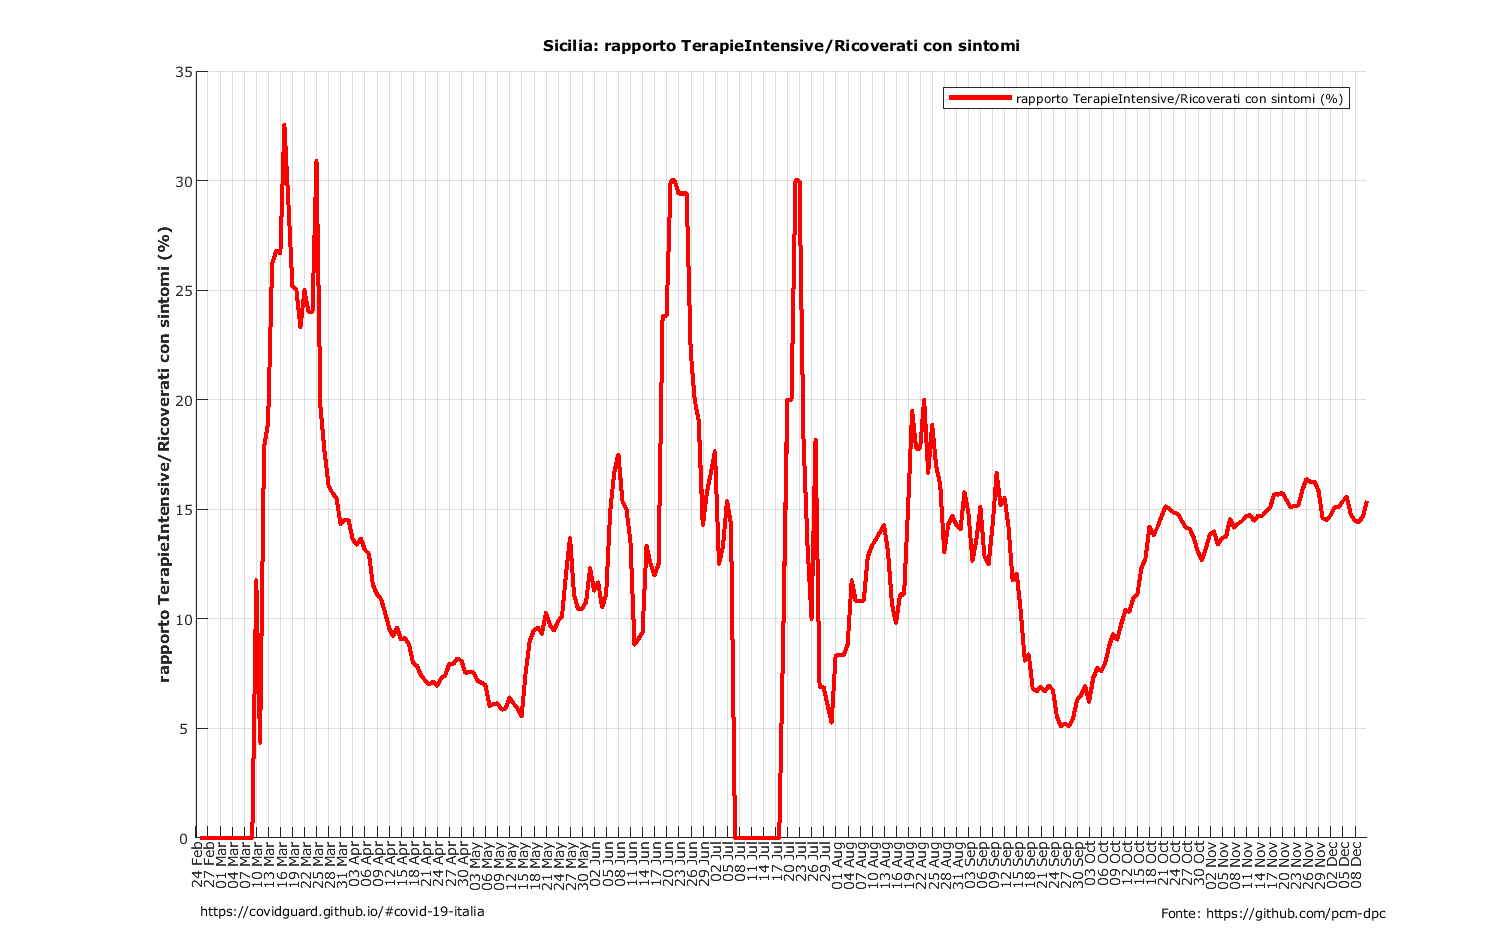 Sicilia: rapporto TerapieIntensive/Ricoverati con sintomi
rapporto TerapieIntensive/Ricoverati con sintomi (%)
rapporto TerapieIntensive/Ricoverati con sintomi (%)
35
30
25
20
15
10
5
0
24 Feb
27 Feb
01 Mar
04 Mar
07 Mar
10 Mar
13 Mar
16 Mar
19 Mar
22 Mar
25 Mar
28 Mar
31 Mar
03 Apr
06 Apr
09 Apr
12 Apr
15 Apr
18 Apr
21 Apr
24 Apr
27 Apr
30 Apr
03 May
06 May
09 May
12 May
15 May
18 May
21 May
24 May
27 May
30 May
02 Jun
05 Jun
08 Jun
11 Jun
14 Jun
17 Jun
20 Jun
23 Jun
26 Jun
29 Jun
02 Jul
05 Jul
08 Jul
11 Jul
14 Jul
17 Jul
20 Jul
23 Jul
26 Jul
29 Jul
01 Aug
04 Aug
07 Aug
10 Aug
13 Aug
16 Aug
19 Aug
22 Aug
25 Aug
28 Aug
31 Aug
03 Sep
06 Sep
09 Sep
12 Sep
15 Sep
18 Sep
21 Sep
24 Sep
27 Sep
30 Sep
03 Oct
06 Oct
09 Oct
12 Oct
15 Oct
18 Oct
21 Oct
24 Oct
27 Oct
30 Oct
02 Nov
05 Nov
08 Nov
11 Nov
14 Nov
17 Nov
20 Nov
23 Nov
26 Nov
29 Nov
02 Dec
05 Dec
08 Dec
https://covidguard.github.io/#covid-19-italia
Fonte: https://github.com/pcm-dpc